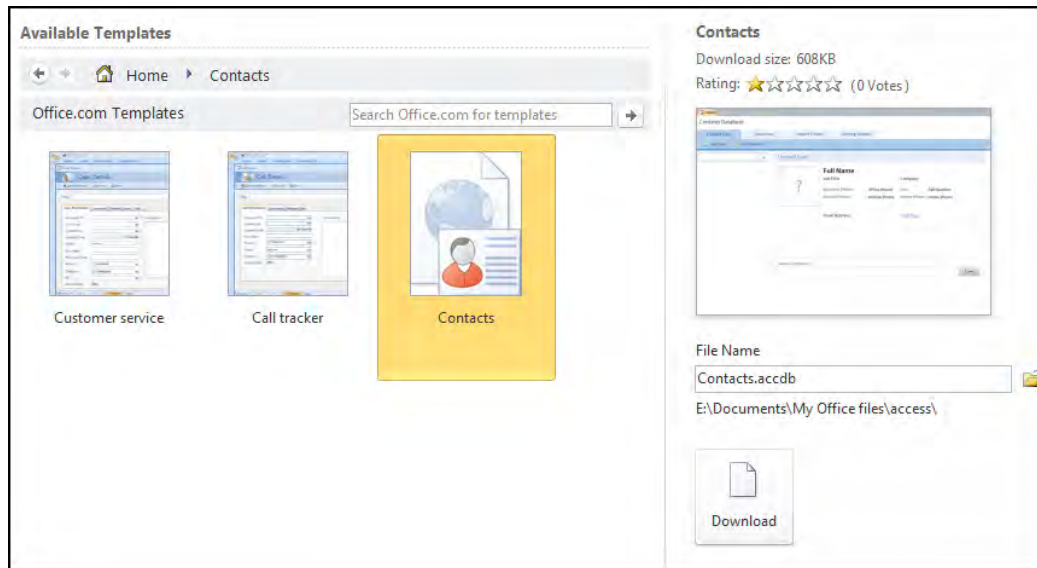 Available Templates
Home
Contacts
Office.com Templates
Search Office.com for templates
Customer service
Call tracker
Contacts
Contacts
Download size: 608KB
Rating:
(0 Votes)
Full Name
File Name
Contacts.accdb
E:\Documents\My Office files\access\
Download